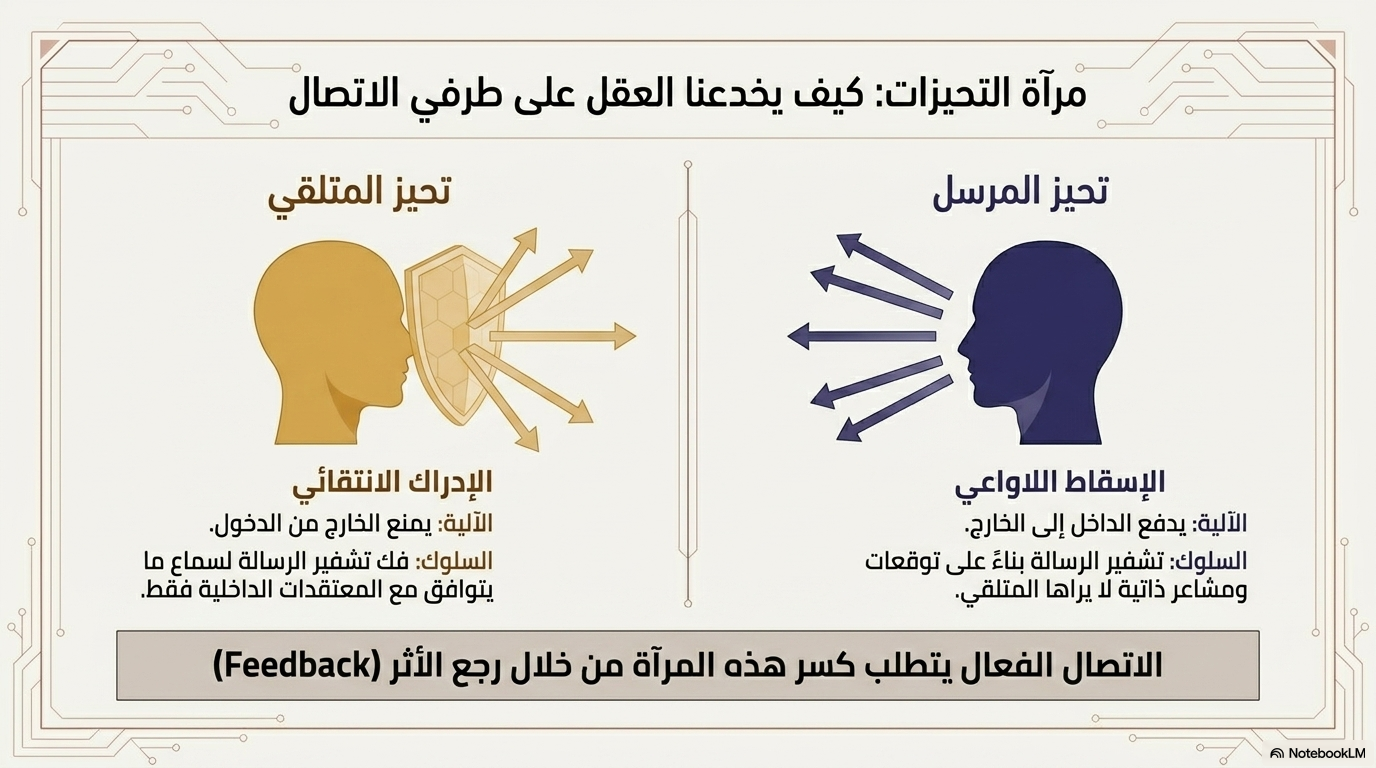 مرآة التحيزات: كيف يخدعنا العقل على طرفي الاتصال
تحيز المرسل
الإسقاط اللاواعي
الآلية: يدفع الداخل إلى الخارج.
السلوك: تشفير الرسالة بناءً على توقعات
ومشاعر ذاتية لا يراها المتلقي.
تحيز المتلقي
الإدراك الانتقائي
الآلية: يمنع الخارج من الدخول.
السلوك: فك تشفير الرسالة لسماع ما
يتوافق مع المعتقدات الداخلية فقط.
الاتصال الفعال يتطلب كسر هذه المرآة من خلال رجع الأثر (Feedback)
NotebookLM